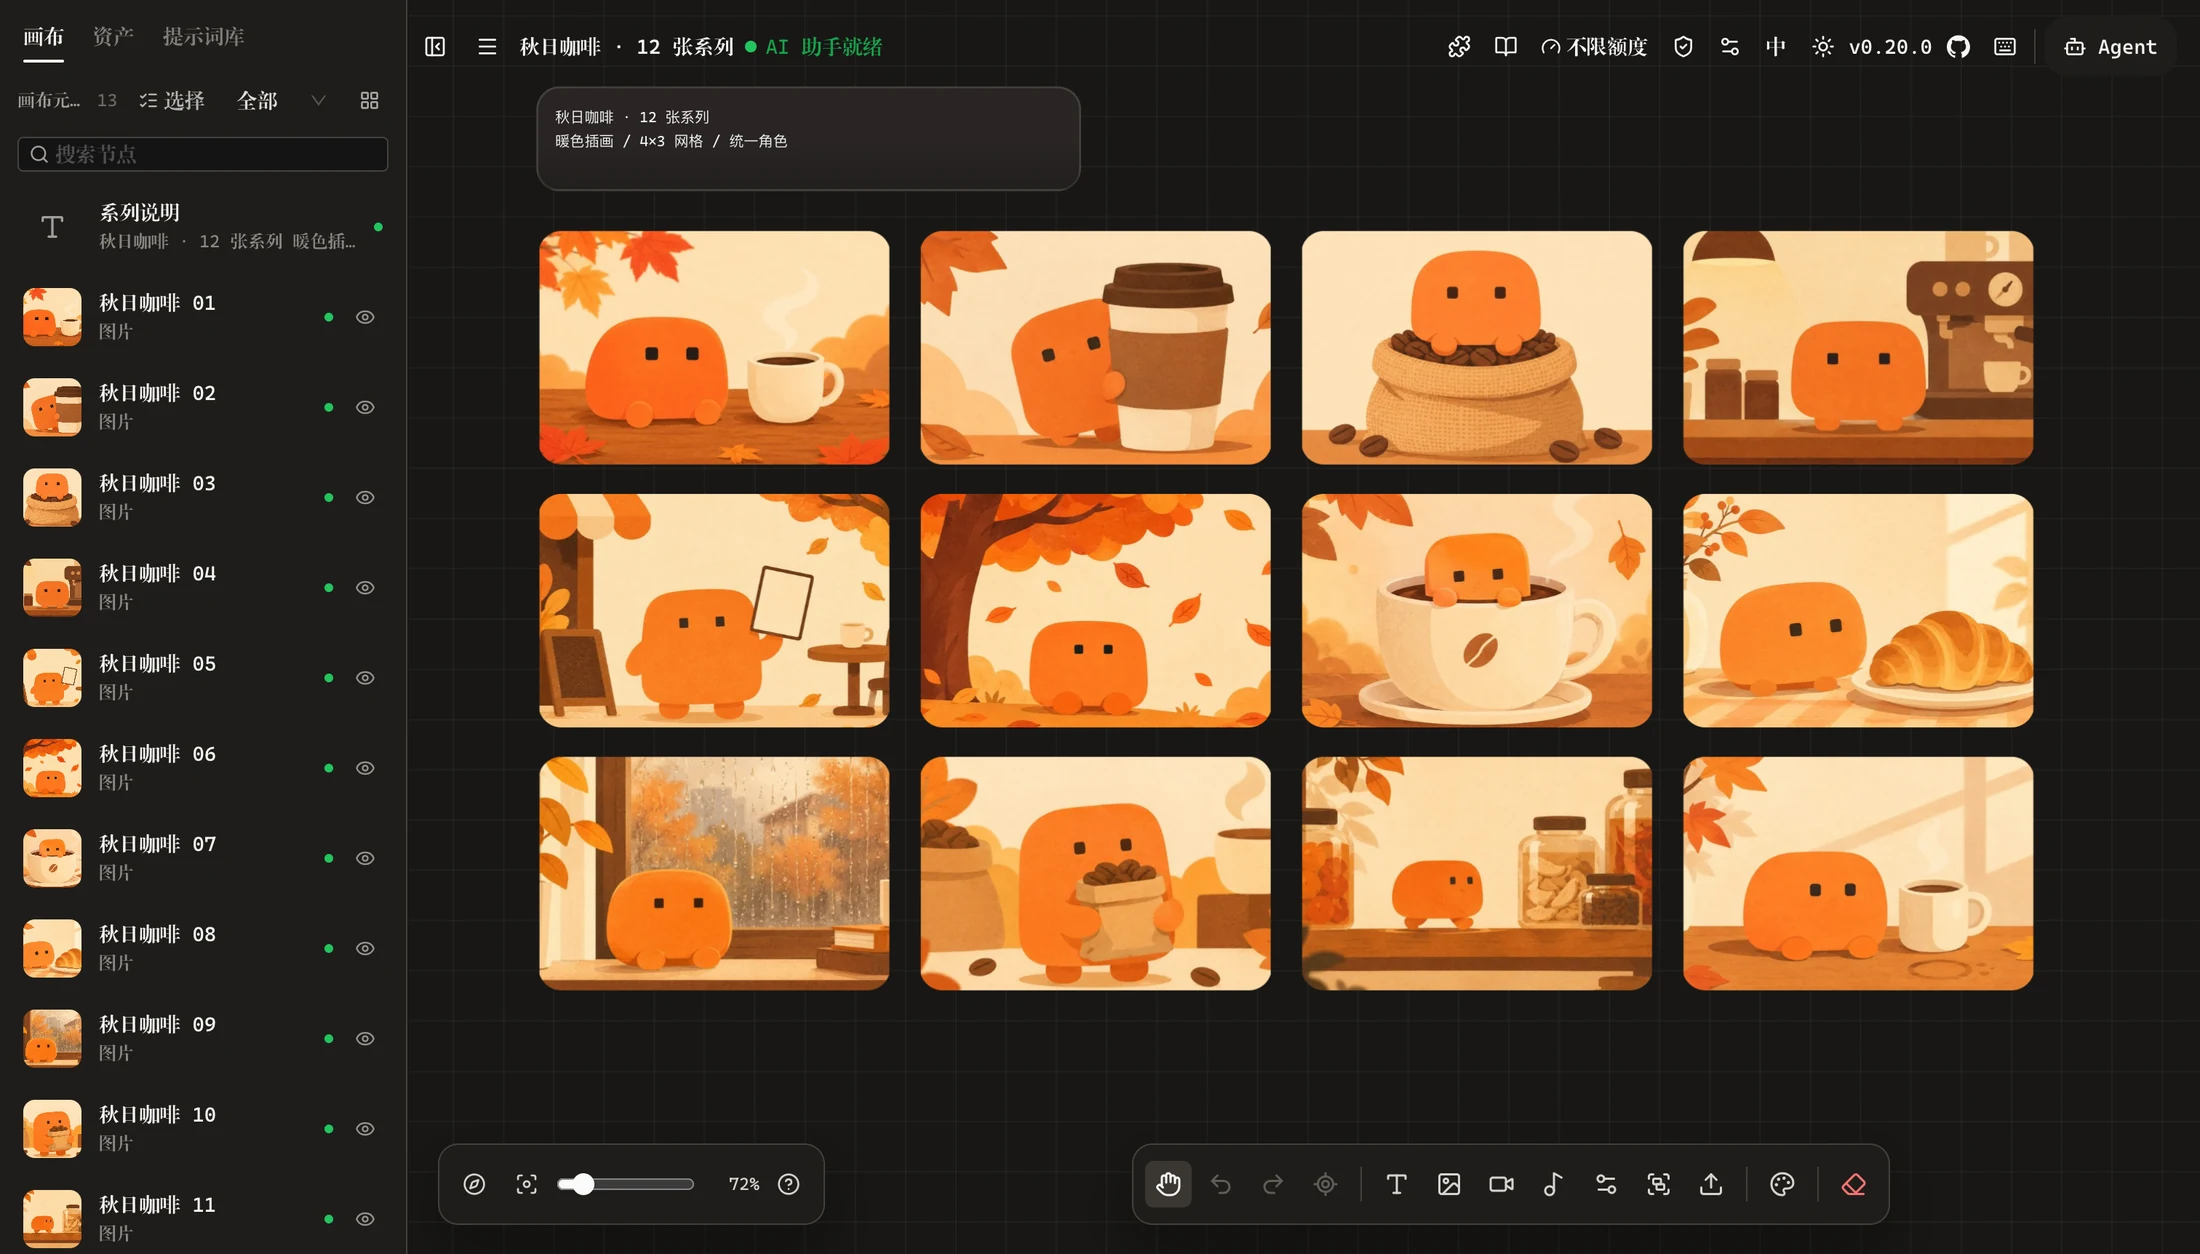 画布 资产 提示词库
画布元… 13 选择 全部
搜索节点
系列说明
秋日咖啡 · 12 张系列 暖色插…
秋日咖啡 01
图片
秋日咖啡 02
图片
秋日咖啡 03
图片
秋日咖啡 04
图片
秋日咖啡 05
图片
秋日咖啡 06
图片
秋日咖啡 07
图片
秋日咖啡 08
图片
秋日咖啡 09
图片
秋日咖啡 10
图片
秋日咖啡 11
图片
秋日咖啡 · 12 张系列 AI 助手就绪
不限额度 中 v0.20.0 Agent
秋日咖啡 · 12 张系列
暖色插画 / 4×3 网格 / 统一角色
72%